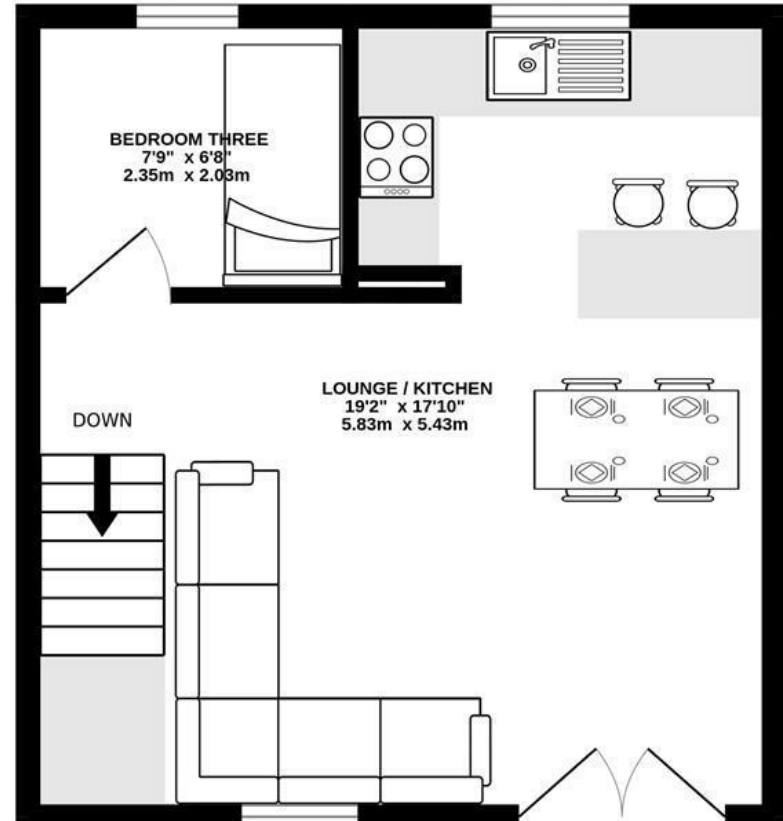 BEDROOM THREE
7'9" x 6'8"
2.35m x 2.03m
LOUNGE / KITCHEN
19'2" x 17'10"
5.83m x 5.43m
DOWN